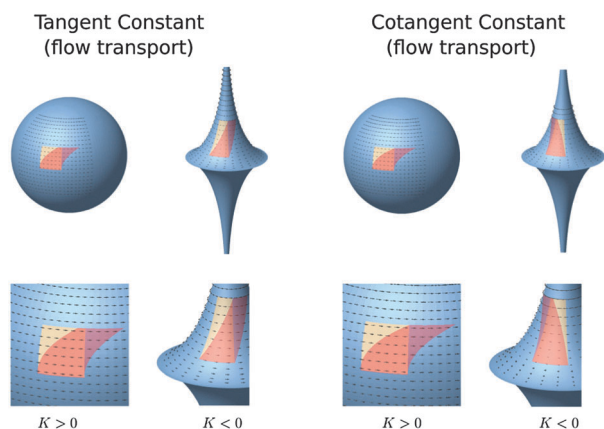 Tangent Constant
(flow transport)
Cotangent Constant
(flow transport)
K > 0
K < 0
K > 0
K < 0